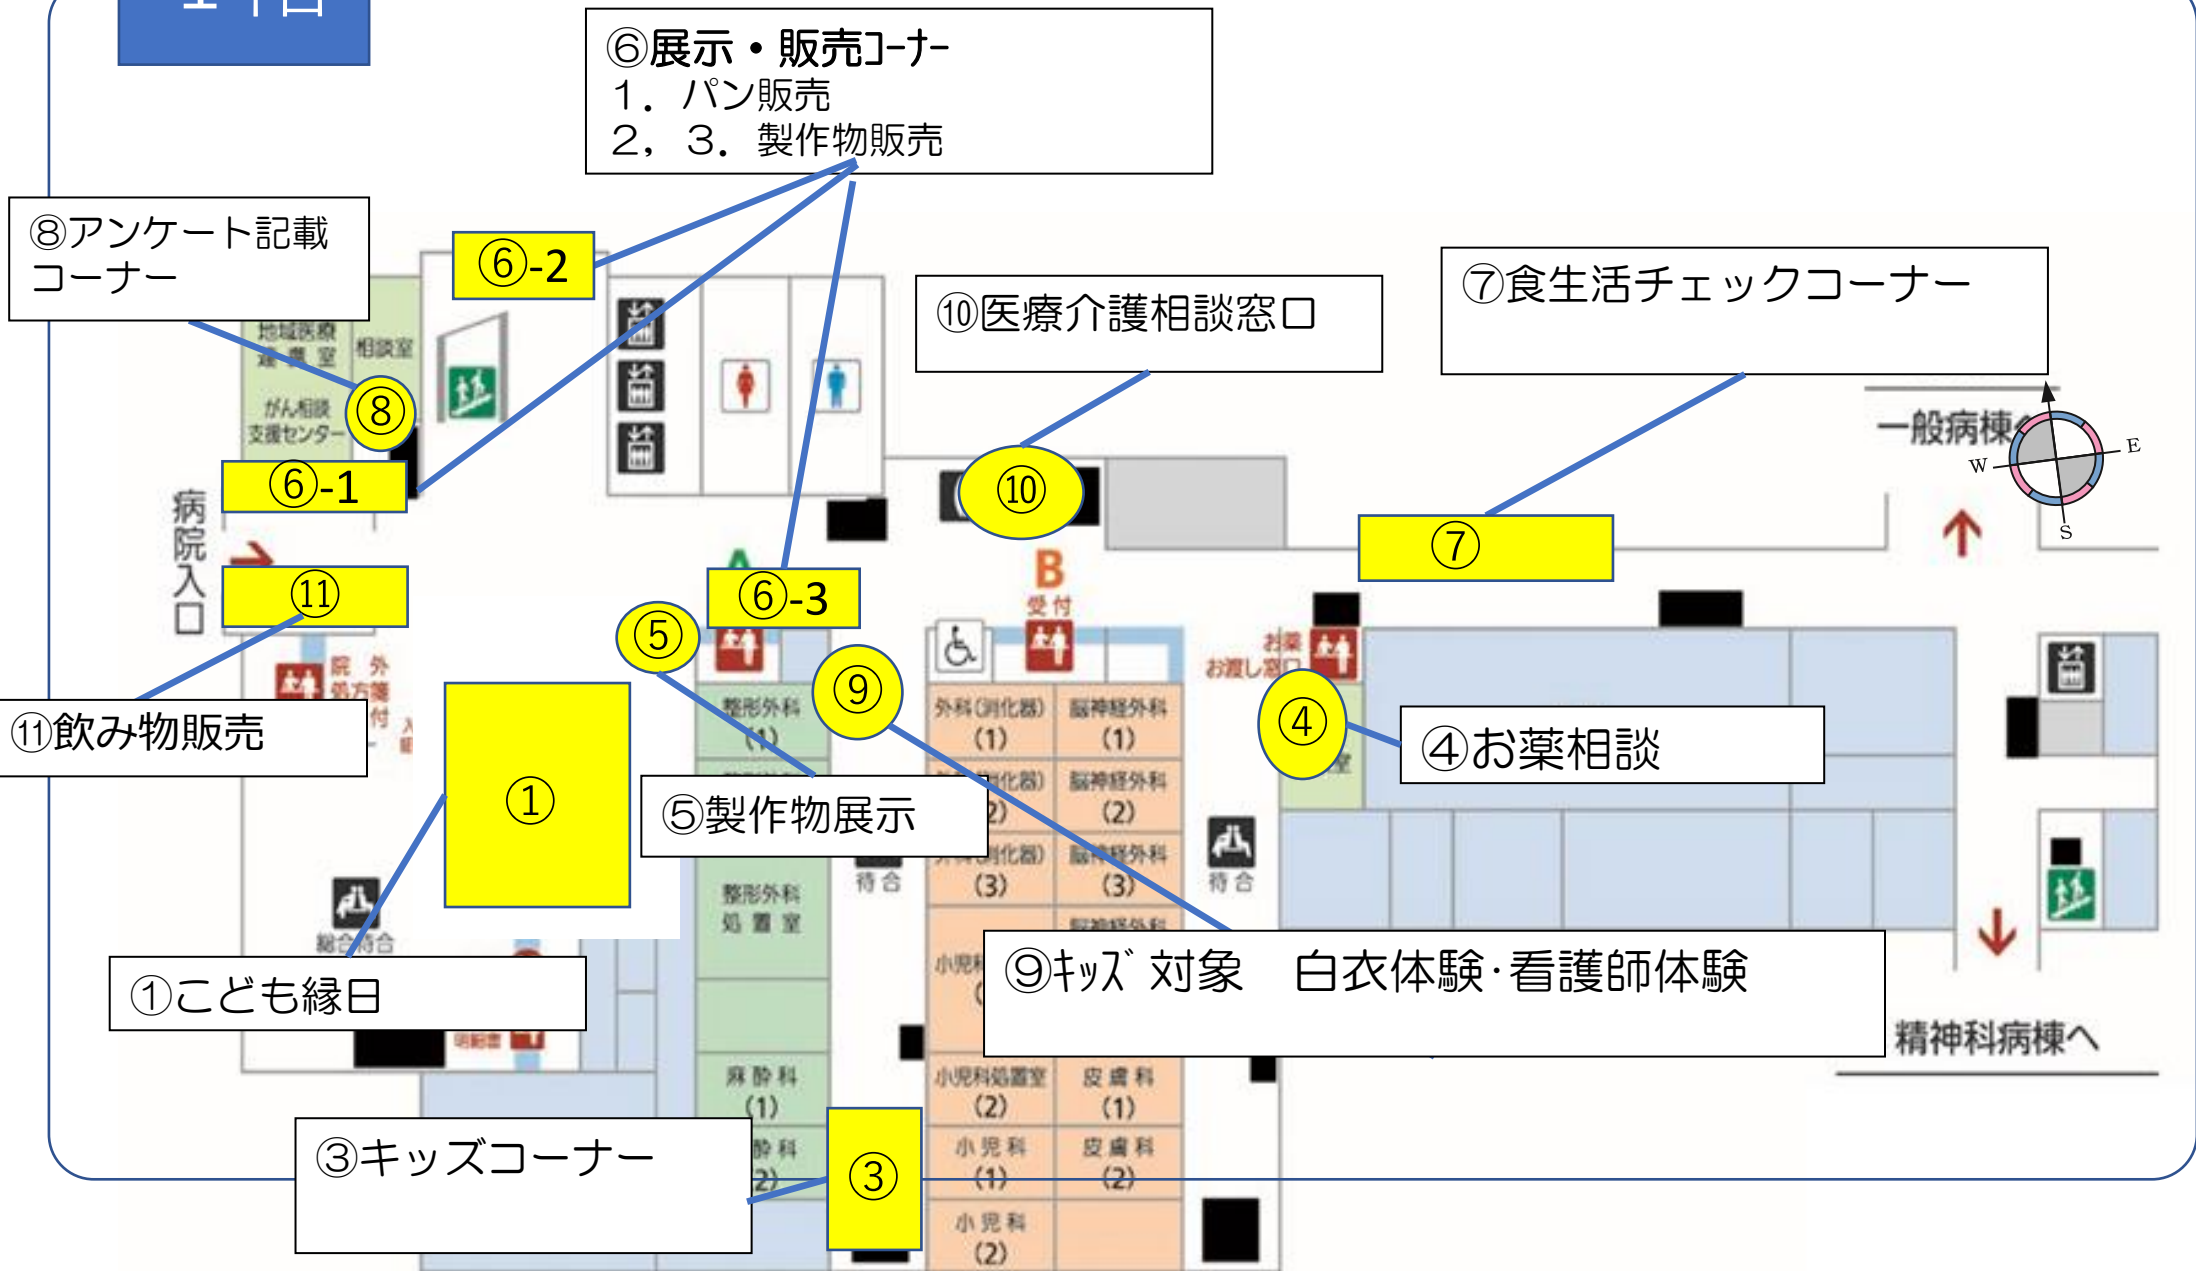 ⑥展示・販売ｺｰﾅｰ
１．パン販売
２，３．製作物販売
⑧アンケート記載
コーナー
⑥-2
⑩医療介護相談窓口
⑦食生活チェックコーナー
地域医療
相談室
がん相談
支援センター
⑧
⑥-1
⑩
⑦
一般病棟へ
W
E
S
病院入口
⑪
⑥-3
B
受付
⑤
⑨
④
院 外
お薬
お渡し窓口
⑪飲み物販売
①
整形外科
(1)
外科(消化器)
(1)
脳神経外科
(1)
④お薬相談
⑤製作物展示
脳神経外科
(2)
脳神経外科
(3)
(3)
待合
待合
整形外科
処置室
総合待合
脳神経外科
①こども縁日
⑨ｷｯｽﾞ対象 白衣体験･看護師体験
明細書
精神科病棟へ
麻酔科
(1)
小児科処置室
(2)
皮膚科
(1)
③キッズコーナー
③
小児科
(1)
皮膚科
(2)
小児科
(2)